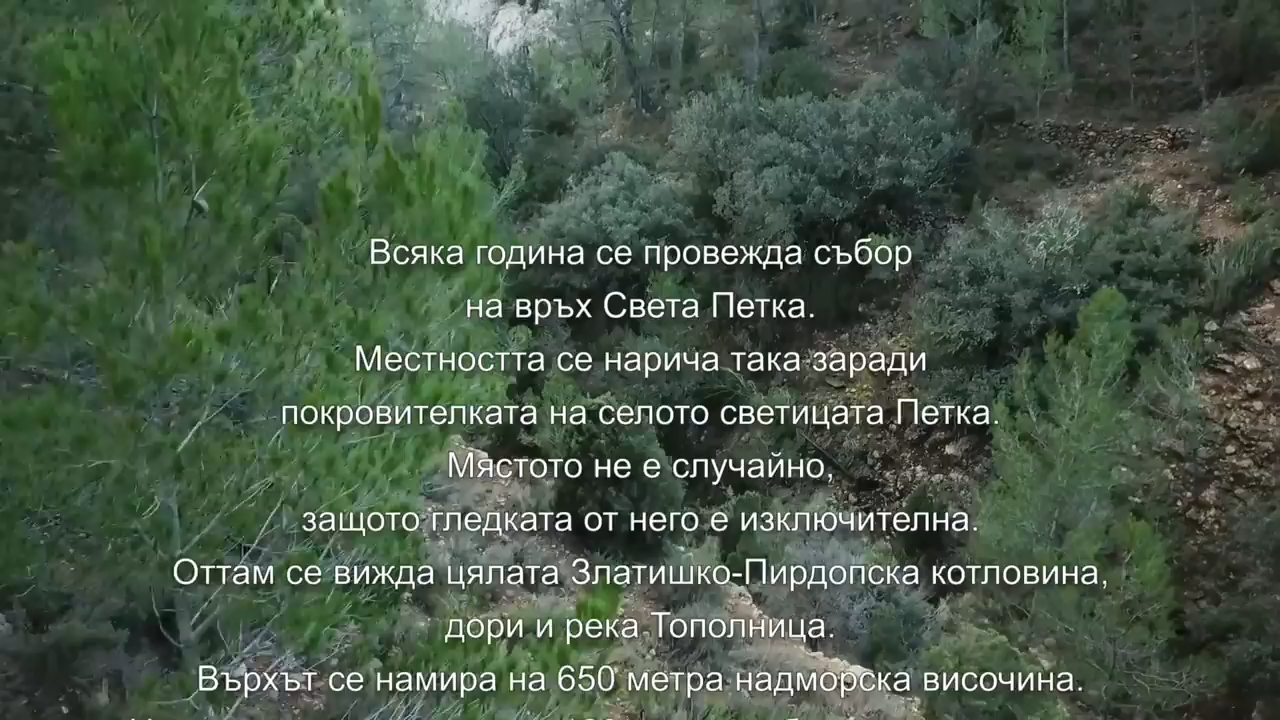 Всяка година се провежда събор
на връх Света Петка.
Местността се нарича така заради
покровителката на селото светицата Петка.
Мястото не е случайно,
защото гледката от него е изключителна.
Оттам се вижда цялата Златишко-Пирдопска котловина,
дори и река Тополница.
Върхът се намира на 650 метра надморска височина.